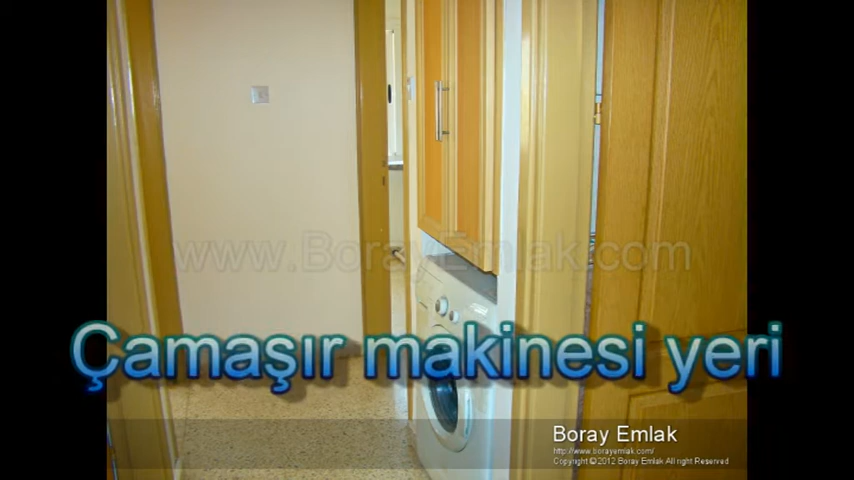 www.BorayEmlak.com
Çamaşır makinesi yeri
Boray Emlak
http://www.borayemlak.com/
Copyright © 2012 Boray Emlak All right Reserved